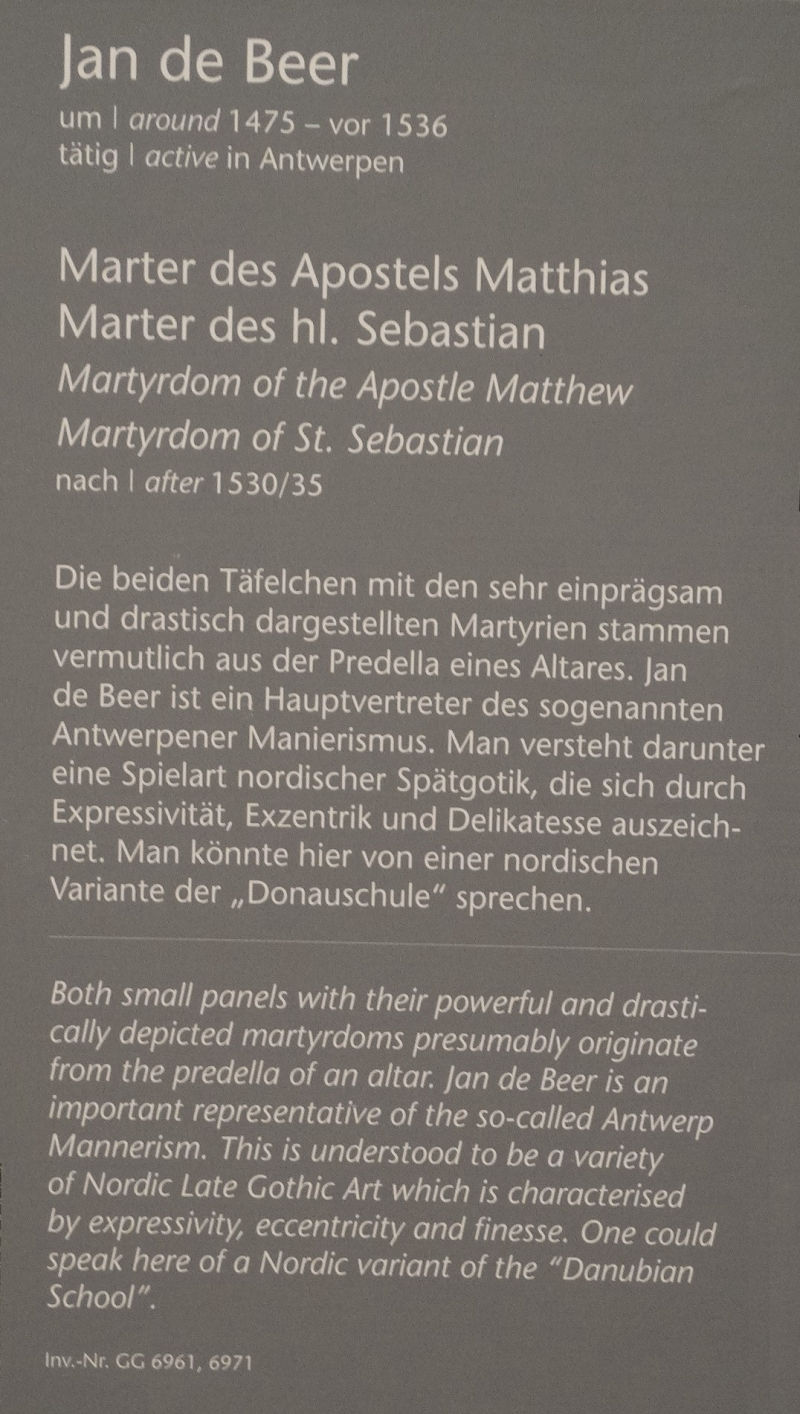 Jan de Beer
um | around 1475 – vor 1536
tätig | active in Antwerpen
Marter des Apostels Matthias
Marter des hl. Sebastian
Martyrdom of the Apostle Matthew
Martyrdom of St. Sebastian
nach | after 1530/35
Die beiden Täfelchen mit den sehr einprägsam
und drastisch dargestellten Martyrien stammen
vermutlich aus der Predella eines Altares. Jan
de Beer ist ein Hauptvertreter des sogenannten
Antwerpener Manierismus. Man versteht darunter
eine Spielart nordischer Spätgotik, die sich durch
Expressivität, Exzentrik und Delikatesse auszeich-
net. Man könnte hier von einer nordischen
Variante der „Donauschule“ sprechen.
Both small panels with their powerful and drasti-
cally depicted martyrdoms presumably originate
from the predella of an altar. Jan de Beer is an
important representative of the so-called Antwerp
Mannerism. This is understood to be a variety
of Nordic Late Gothic Art which is characterised
by expressivity, eccentricity and finesse. One could
speak here of a Nordic variant of the “Danubian
School”.
Inv.-Nr. GG 6961, 6971